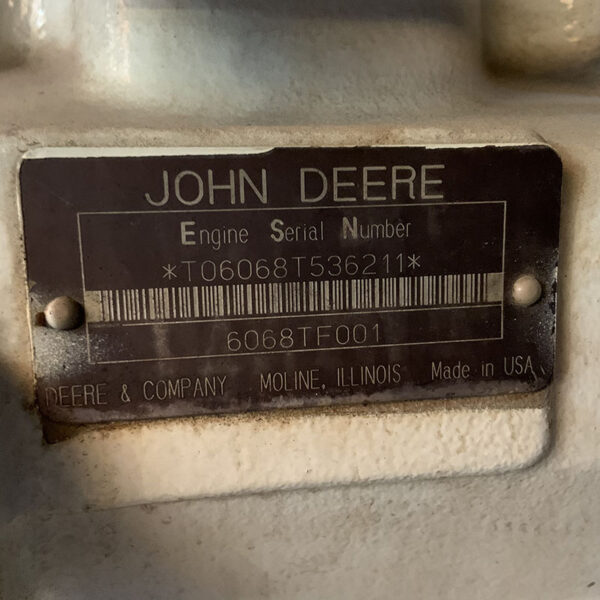 JOHN DEERE
Engine Serial Number
*T06068T536211*
6068TF001
DEERE & COMPANY MOLINE, ILLINOIS Made in USA